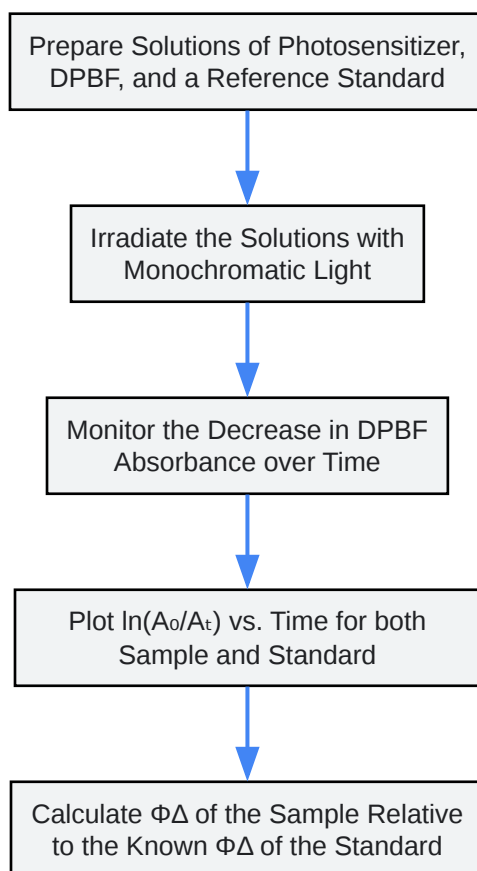 Prepare Solutions of Photosensitizer,
DPBF, and a Reference Standard
Irradiate the Solutions with
Monochromatic Light
Monitor the Decrease in DPBF
Absorbance over Time
Plot ln(A₀/Aₜ) vs. Time for both
Sample and Standard
Calculate ΦΔ of the Sample Relative
to the Known ΦΔ of the Standard